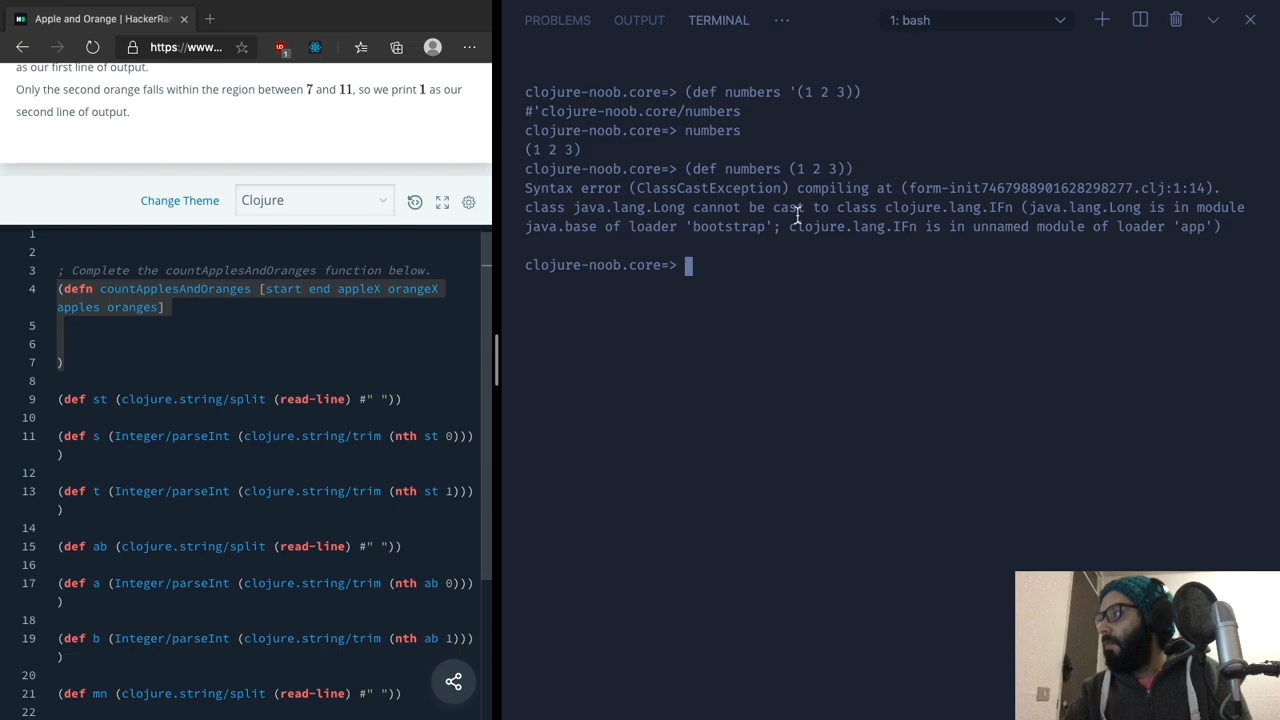 Apple and Orange | HackerRan
https://www...
1
as our first line of output.
Only the second orange falls within the region between 7 and 11, so we print 1 as our
second line of output.
Change Theme
Clojure
1
2
3 ; Complete the countApplesAndOranges function below.
4 (defn countApplesAndOranges [start end appleX orangeX
apples oranges]
5
6
7 )
8
9 (def st (clojure.string/split (read-line) #" "))
10
11 (def s (Integer/parseInt (clojure.string/trim (nth st 0)))
)
12
13 (def t (Integer/parseInt (clojure.string/trim (nth st 1)))
)
14
15 (def ab (clojure.string/split (read-line) #" "))
16
17 (def a (Integer/parseInt (clojure.string/trim (nth ab 0)))
)
18
19 (def b (Integer/parseInt (clojure.string/trim (nth ab 1)))
)
20
21 (def mn (clojure.string/split (read-line) #" "))
22
PROBLEMS OUTPUT TERMINAL ··· 1: bash
clojure-noob.core=> (def numbers '(1 2 3))
#'clojure-noob.core/numbers
clojure-noob.core=> numbers
(1 2 3)
clojure-noob.core=> (def numbers (1 2 3))
Syntax error (ClassCastException) compiling at (form-init7467988901628298277.clj:1:14).
class java.lang.Long cannot be cast to class clojure.lang.IFn (java.lang.Long is in module
java.base of loader 'bootstrap'; clojure.lang.IFn is in unnamed module of loader 'app')
clojure-noob.core=>